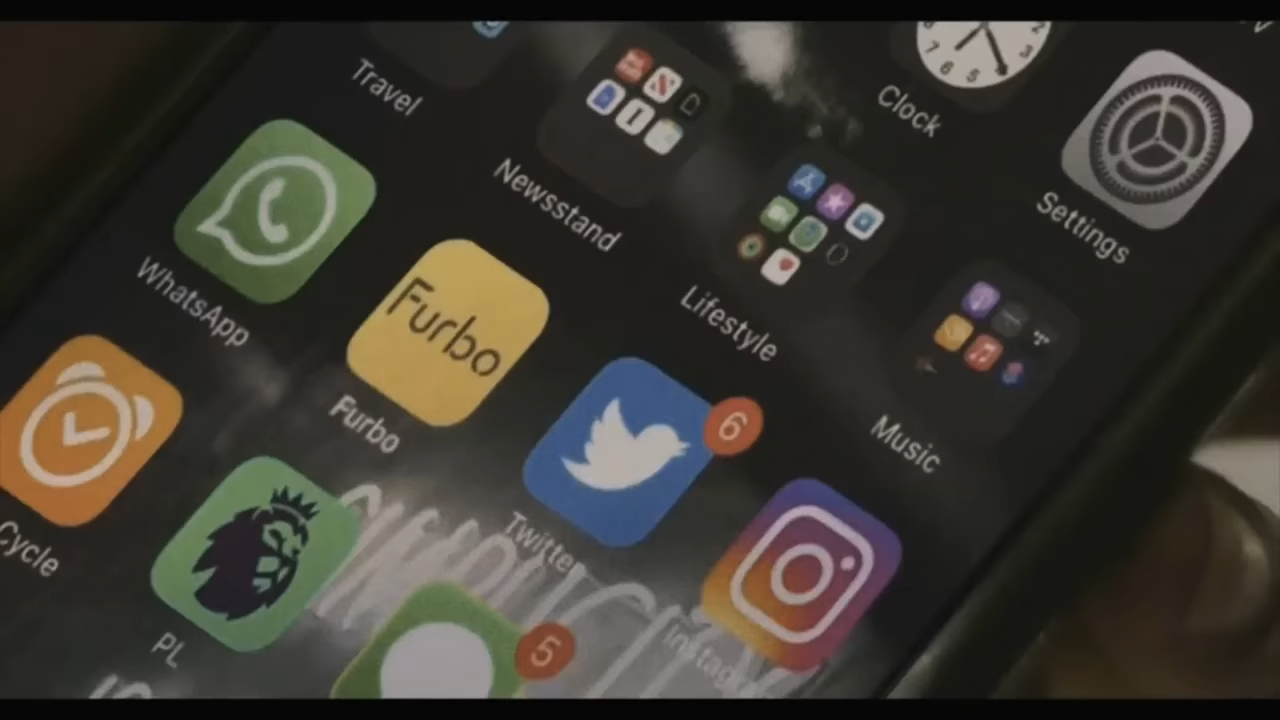 Travel
Newsstand
Clock
Settings
WhatsApp
Furbo
Furbo
Lifestyle
Music
Cycle
6
Twitter
PL
5